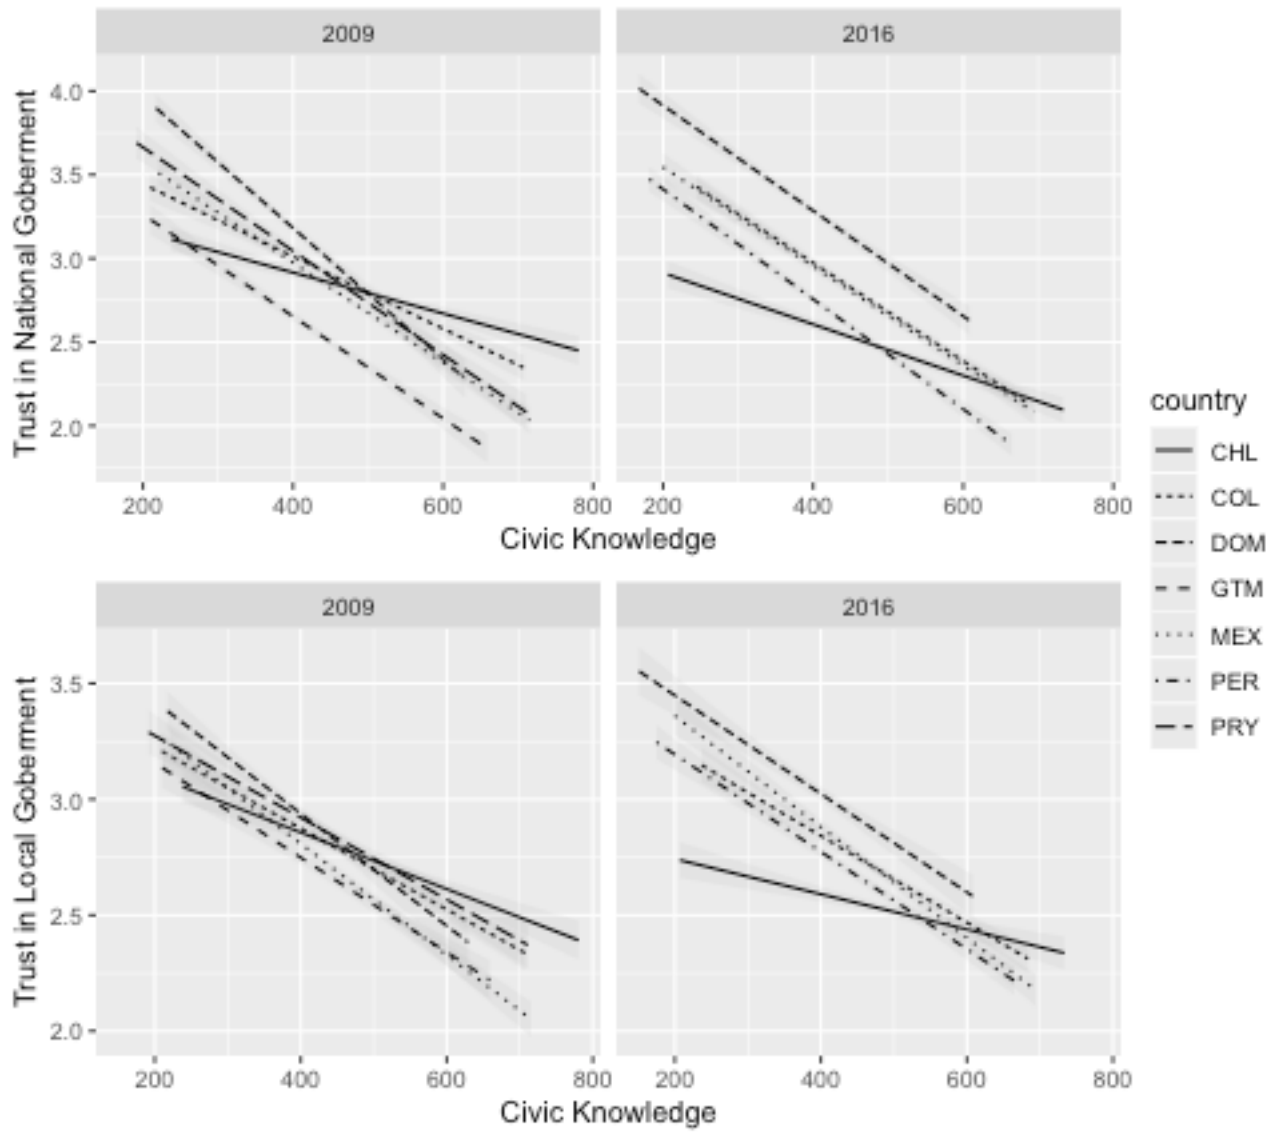 2009 2016
Trust in National Goberment
4.0
3.5
3.0
2.5
2.0
200 400 600 800 200 400 600 800
Civic Knowledge
country
CHL
COL
DOM
GTM
MEX
PER
PRY
2009 2016
Trust in Local Goberment
3.5
3.0
2.5
2.0
200 400 600 800 200 400 600 800
Civic Knowledge